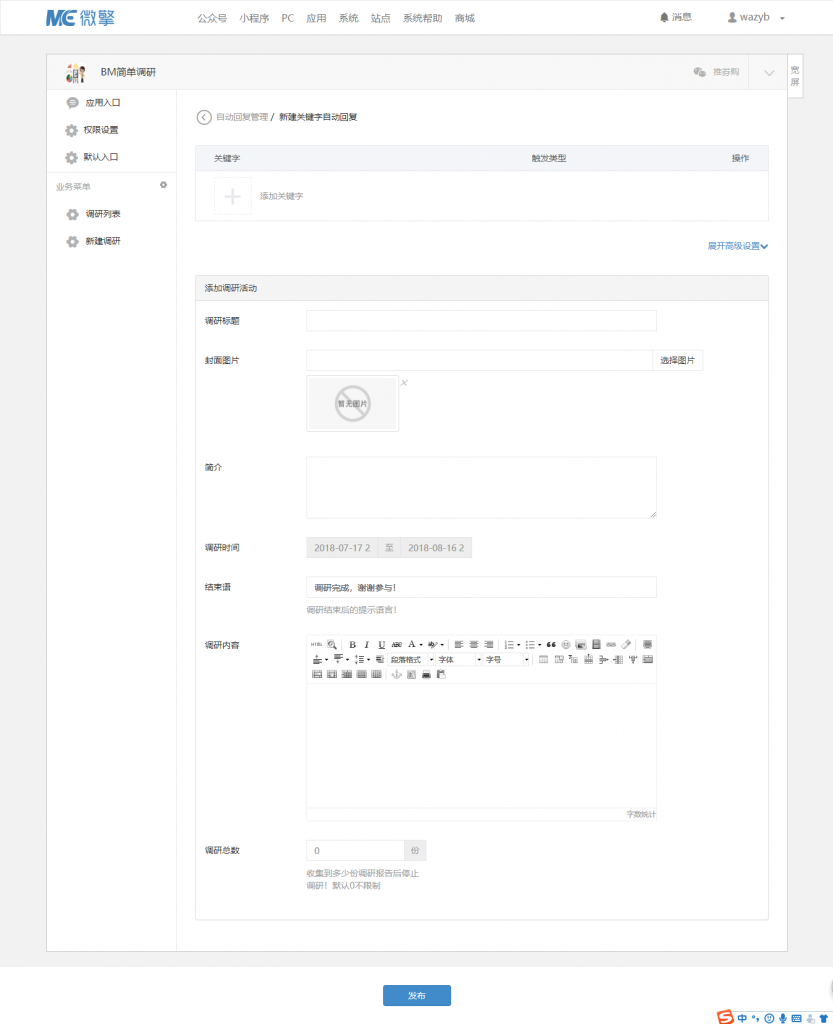 微擎 公众号 小程序 PC 应用 系统 站点 系统帮助 商城 消息 wazyb
BM简单调研 推荐购
宽屏
应用入口
权限设置
默认入口
业务菜单
调研列表
新建调研
自动回复管理 / 新建关键字自动回复
关键字 触发类型 操作
添加关键字
展开高级设置
添加调研活动
调研标题
封面图片 选择图片
暂无图片
简介
调研时间 2018-07-17 2 至 2018-08-16 2
结束语 调研完成，谢谢参与！
调研结束后的提示语言！
调研内容 HTML B I U ABC A
段落格式 字体 字号
字数统计
调研总数 0 份
收集到多少份调研报告后停止
调研！默认0不限制
发布
中